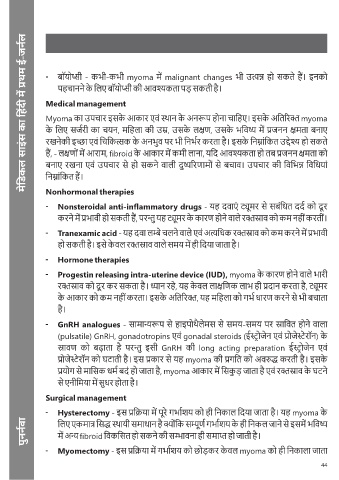 मेडिकल साइंस का हिंदी में प्रथम ई-जर्नल
- बॉयोप्सी - कभी-कभी myoma में malignant changes भी उत्पन्न हो सकते हैं। इनको
पहचानने के लिए बॉयोप्सी की आवश्यकता पड़ सकती है।
Medical management
Myoma का उपचार इसके आकार एवं स्थान के अनरूप होना चाहिए। इसके अतिरिक्त myoma
के लिए सर्जरी का चयन, महिला की उम्र, उसके लक्षण, उसके भविष्य में प्रजनन क्षमता बनाए
रखनेकी इच्छा एवं चिकित्सक के अनुभव पर भी निर्भर करता है। इसके निम्नांकित उद्देश्य हो सकते
हैं, - लक्षणों में आराम, fibroid के आकार में कमी लाना, यदि आवश्यकता हो तब प्रजनन क्षमता को
बनाए रखना एवं उपचार से हो सकने वाली दुष्परिणामों से बचाव। उपचार की विभिन्न विधियां
निम्नांकित हैं।
Nonhormonal therapies
- Nonsteroidal anti-inflammatory drugs - यह दवाएं ट्यूमर से संबंधित दर्द को दूर
करने में प्रभावी हो सकती हैं, परन्तु यह ट्यूमर के कारण होने वाले रक्तस्राव को कम नहीं करतीं।
- Tranexamic acid - यह दवा लम्बे चलने वाले एवं अत्यधिक रक्तस्राव को कम करने में प्रभावी
हो सकती है। इसे केवल रक्तस्राव वाले समय में ही दिया जाता है।
- Hormone therapies
- Progestin releasing intra-uterine device (IUD), myoma के कारण होने वाले भारी
रक्तस्राव को दूर कर सकता है। ध्यान रहे, यह केवल लाक्षणिक लाभ ही प्रदान करता है, ट्यूमर
के आकार को कम नहीं करता। इसके अतिरिक्त, यह महिला को गर्भ धारण करने से भी बचाता
है।
- GnRH analogues - सामान्यरूप से हाइपोथैलेमस से समय-समय पर स्रावित होने वाला
(pulsatile) GnRH, gonadotropins एवं gonadal steroids (ईस्ट्रोजेन एवं प्रोजेस्टेरॉन) के
स्रावण को बढ़ाता है परन्तु इसी GnRH की long acting preparation ईस्ट्रोजेन एवं
प्रोजेस्टेरॉन को घटाती है। इस प्रकार से यह myoma की प्रगति को अवरुद्ध करती है। इसके
प्रयोग से मासिक धर्म बंद हो जाता है, myoma आकार में सिकुड़ जाता है एवं रक्तस्राव के घटने
से एनीमिया में सुधर होता है।
Surgical management
- Hysterectomy - इस प्रक्रिया में पूरे गर्भाशय को ही निकाल दिया जाता है। यह myoma के
लिए एकमात्र सिद्ध स्थायी समाधान है क्योंकि सम्पूर्ण गर्भाशय के ही निकल जाने से इसमें भविष्य
में अन्य fibroid विकसित हो सकने की सम्भावना ही समाप्त हो जाती है।
- Myomectomy - इस प्रक्रिया में गर्भाशय को छोड़कर केवल myoma को ही निकाला जाता
पुनर्नवा
44